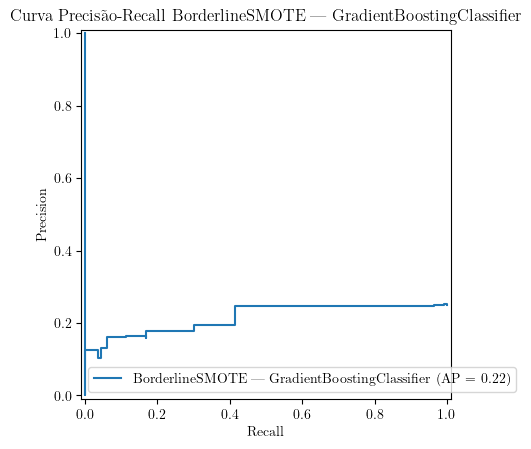 Curva Precisão-Recall BorderlineSMOTE — GradientBoostingClassifier
1.0
0.8
0.6
0.4
0.2
0.0
Precision
BorderlineSMOTE — GradientBoostingClassifier (AP = 0.22)
0.0 0.2 0.4 0.6 0.8 1.0
Recall